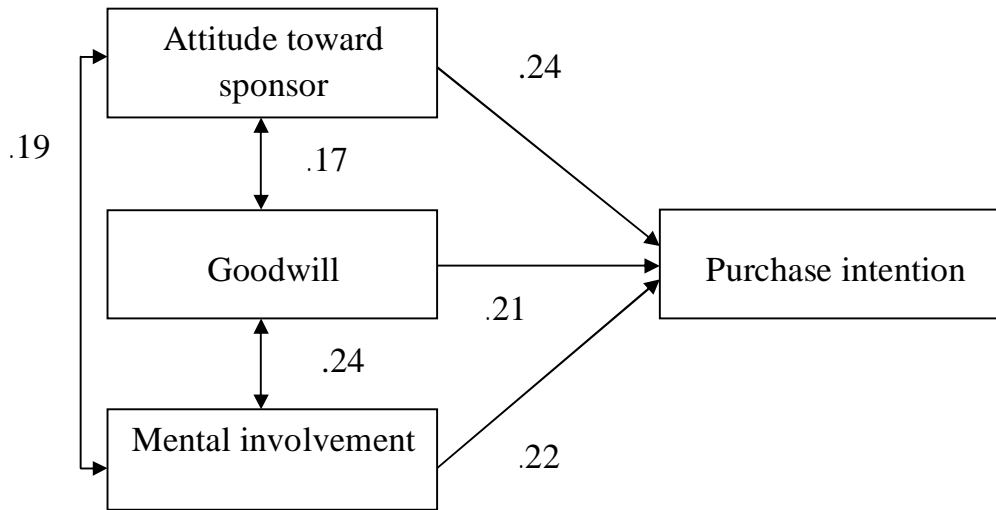 Attitude toward
sponsor
.24
.19
.17
Goodwill
Purchase intention
.21
.24
Mental involvement
.22